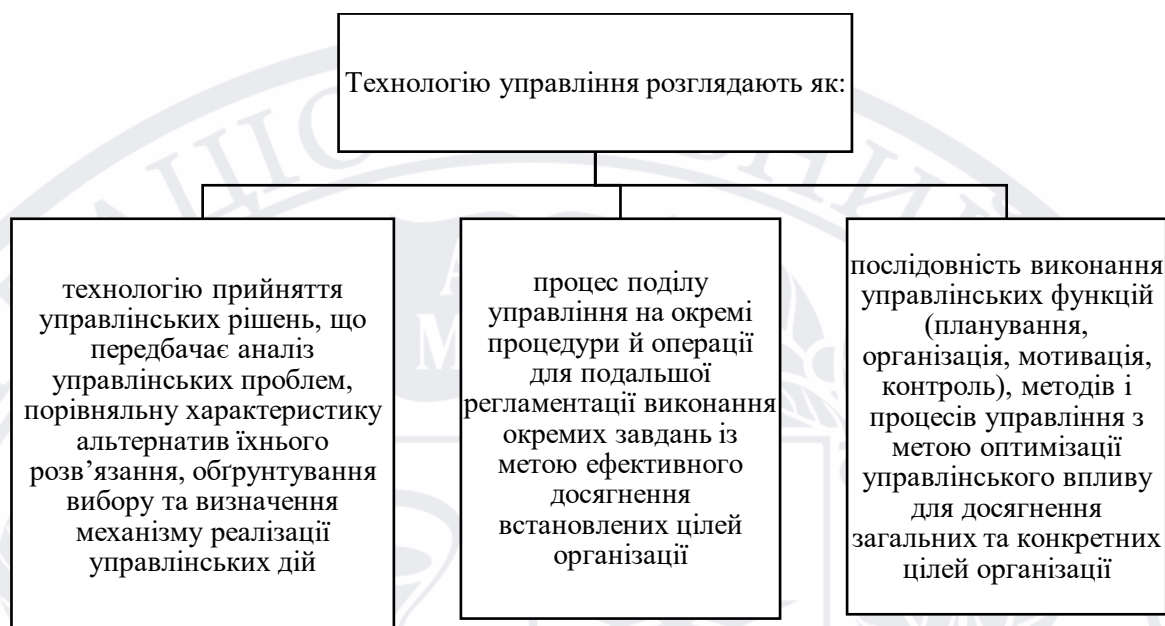 Технологію управління розглядають як:
технологію прийняття
управлінських рішень, що
передбачає аналіз
управлінських проблем,
порівняльну характеристику
альтернатив їхнього
розв’язання, обґрунтування
вибору та визначення
механізму реалізації
управлінських дій
процес поділу
управління на окремі
процедури й операції
для подальшої
регламентації виконання
окремих завдань із
метою ефективного
досягнення
встановлених цілей
організації
послідовність виконання
управлінських функцій
(планування,
організація, мотивація,
контроль), методів і
процесів управління з
метою оптимізації
управлінського впливу
для досягнення
загальних та конкретних
цілей організації